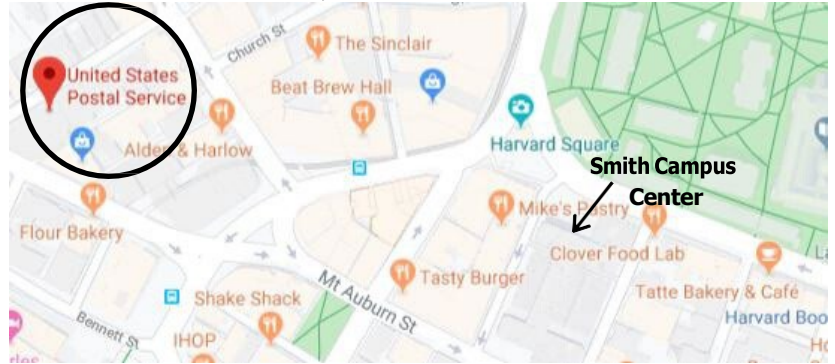 Church St
The Sinclair
United States
Postal Service
Beat Brew Hall
Alden & Harlow
Harvard Square
Smith Campus
Center
Mike's Pastry
Flour Bakery
Clover Food Lab
Tasty Burger
Mt Auburn St
Shake Shack
Tatte Bakery & Café
Harvard Boo
Bennett St
IHOP